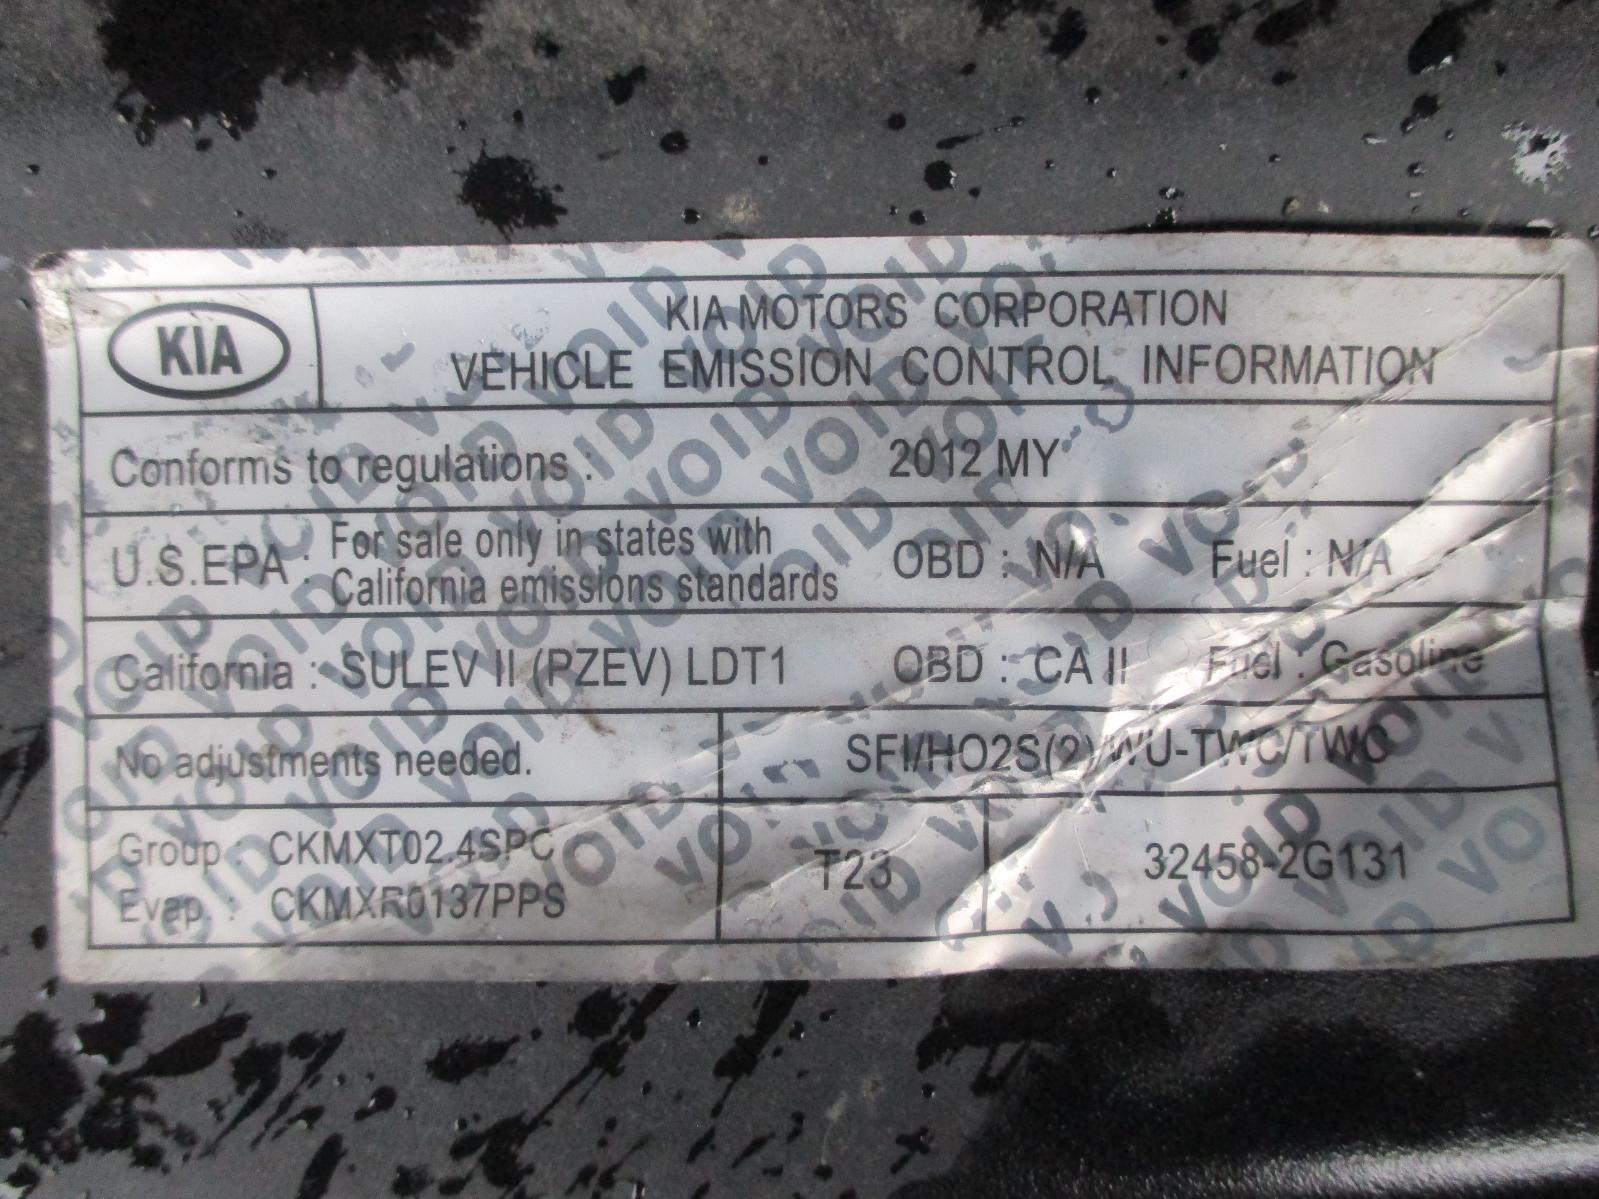 KIA
KIA MOTORS CORPORATION
VEHICLE EMISSION CONTROL INFORMATION
Conforms to regulations : 2012 MY
U.S.EPA : For sale only in states with
California emissions standards
OBD : N/A Fuel : N/A
California : SULEV II (PZEV) LDT1 OBD : CA II Fuel : Gasoline
No adjustments needed. SFI/HO2S(2)/WU-TWC/TWC
Group : CKMXT02.4SPC
Evap. : CKMXR0137PPS
T23
32458-2G131
VOID